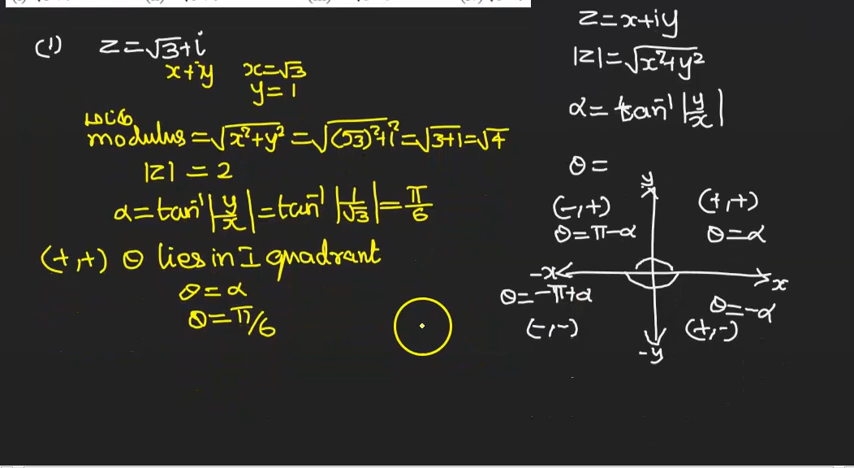 (1) z=√3+i
x+iy x=√3
y=1
modulus=√x²+y²=√(√3)²+1²=√3+1=√4
|z| = 2
α=tan⁻¹|y/x|=tan⁻¹|1/√3|=π/6
(+,+) θ lies in I quadrant
θ=α
θ=π/6
z=x+iy
|z|=√x²+y²
α=tan⁻¹|y/x|
θ=
y
(-,+) (+,+)
θ=π-α θ=α
-x x
θ=-π+α θ=-α
(-,-) (+,-)
-y